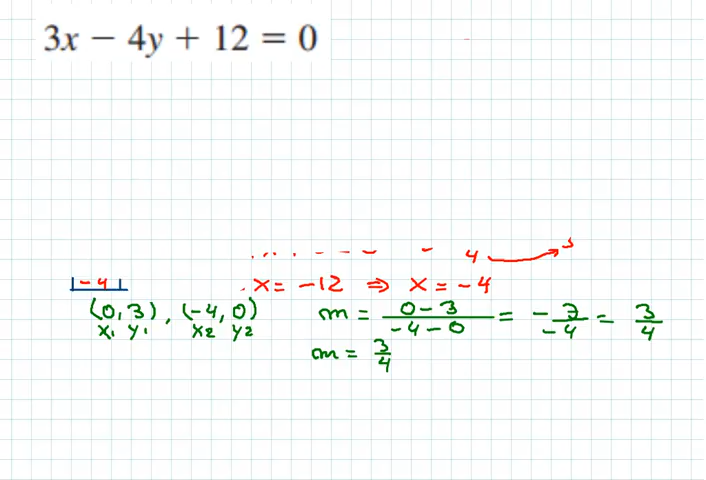 3x − 4y + 12 = 0
4
-4 x = -12 ⇒ x = -4
(0, 3), (-4, 0) m = 0-3 / -4-0 = -3 / -4 = 3 / 4
x1 y1 x2 y2
m = 3 / 4